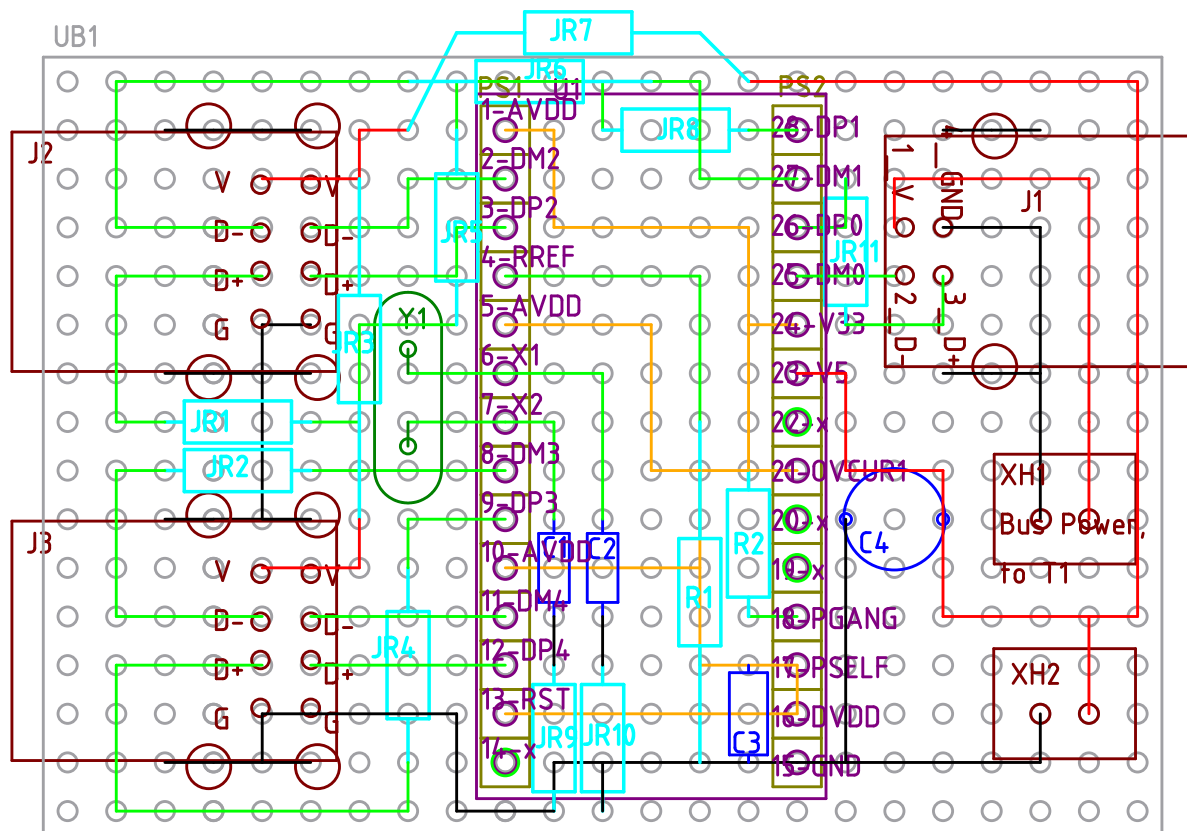 UB1
JR7
JR6
PS1
U1
PS2
1-AVDD
JR8
28-DP1
J2
2-DM2
27-DM1
1_V
4_GND
V
V
3-DP2
26-DP0
J1
D-
D-
JR5
4-RREF
25-DM0
JR11
D+
D+
5-AVDD
24-V33
2_D-
3_D+
G
G
Y1
JR3
6-X1
23-V5
JR1
7-X2
22-x
JR2
8-DM3
21-OVCUR1
XH1
9-DP3
20-x
Bus Power,
to T1
J3
C1
C2
R2
C4
V
V
10-AVDD
19-x
R1
11-DM4
18-PGANG
D-
D-
JR4
12-DP4
17-PSELF
D+
D+
XH2
13-RST
16-DVDD
G
G
JR9
JR10
C3
14-x
15-GND